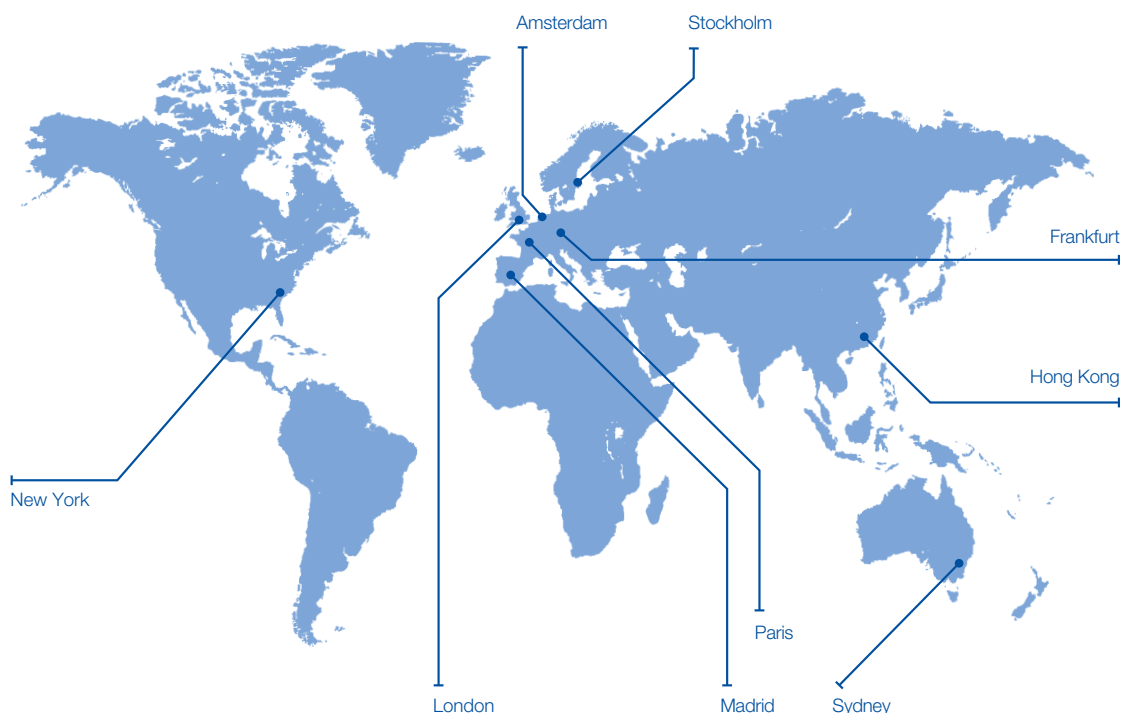 Amsterdam
Stockholm
Frankfurt
Hong Kong
New York
Paris
London
Madrid
Sydney